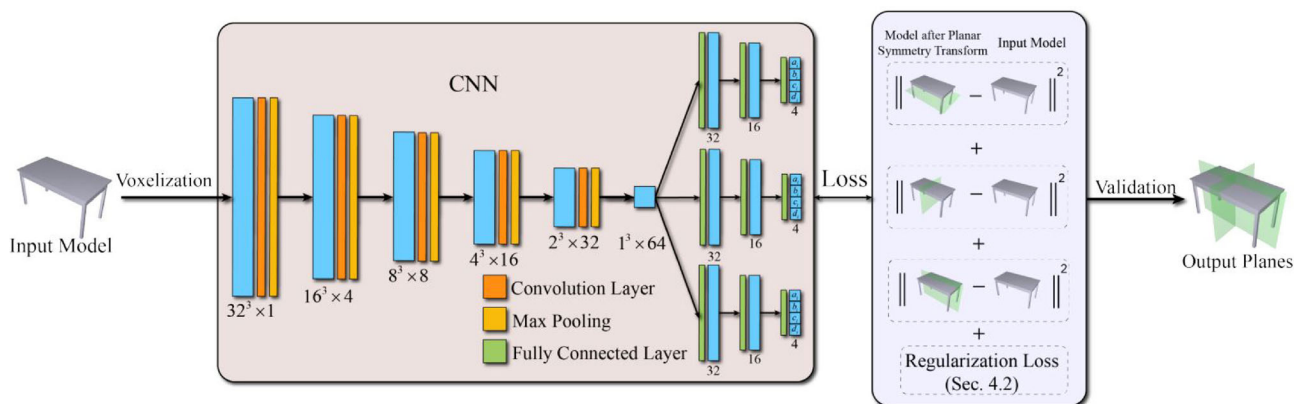 Input Model
Voxelization
CNN
32³×1
16³×4
8³×8
4³×16
2³×32
1³×64
Convolution Layer
Max Pooling
Fully Connected Layer
32
16
a
b
c
d
4
32
16
a
b
c
d
4
32
16
a
b
c
d
4
Loss
Model after Planar
Symmetry Transform
Input Model
‖ − ‖²
+
‖ − ‖²
+
‖ − ‖²
+
Regularization Loss
(Sec. 4.2)
Validation
Output Planes